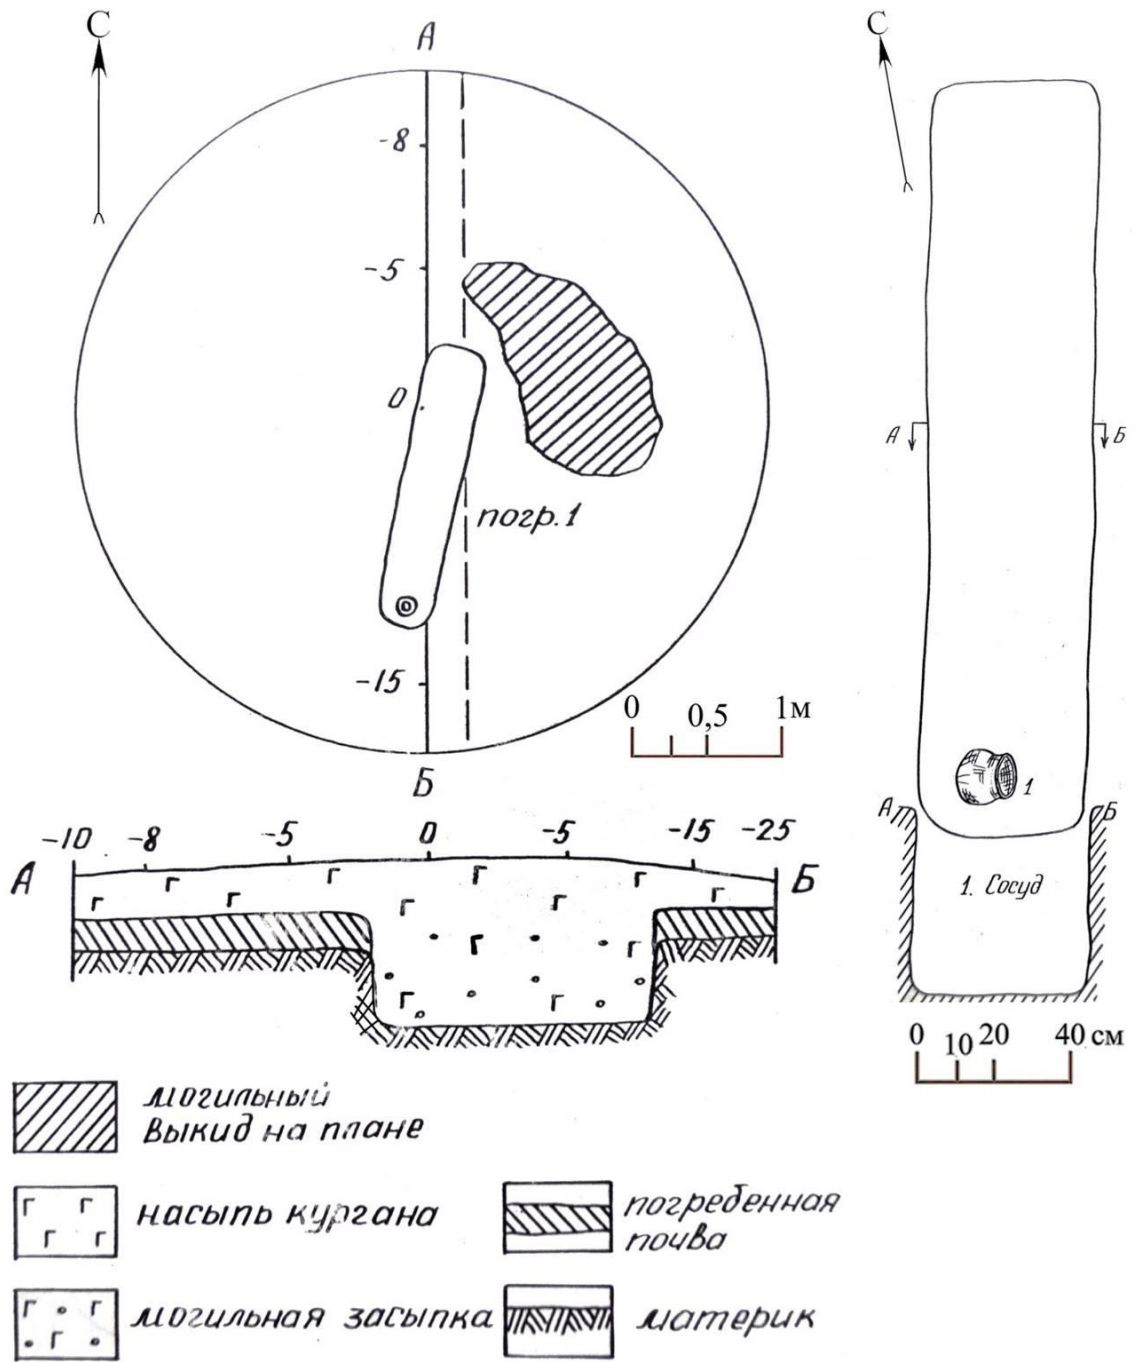 С
А
-8
-5
0
погр.1
-15
0 0,5 1м
Б
-10 -8 -5 0 -5 -15 -25
А Б
Г Г Г Г Г
Г Г Г Г
Г Г
Г Г
С
А Б
1
А Б
1. Сосуд
0 10 20 40 см
могильный
выкид на плане
Г Г
Г Г
насыпь кургана
погребенная
почва
Г Г
Г
могильная засыпка
материк